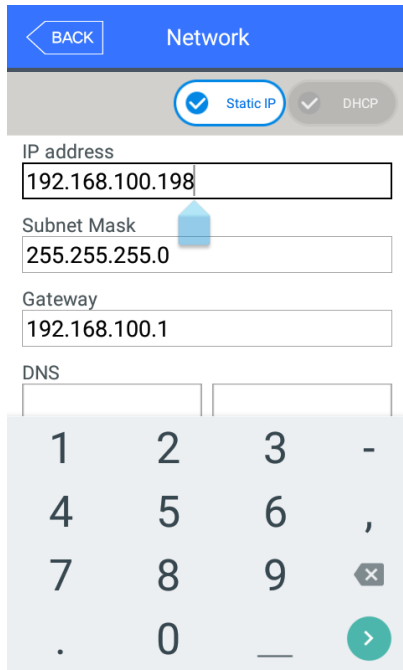 BACK Network
Static IP DHCP
IP address
192.168.100.198
Subnet Mask
255.255.255.0
Gateway
192.168.100.1
DNS
1 2 3 -
4 5 6 ,
7 8 9
. 0 _